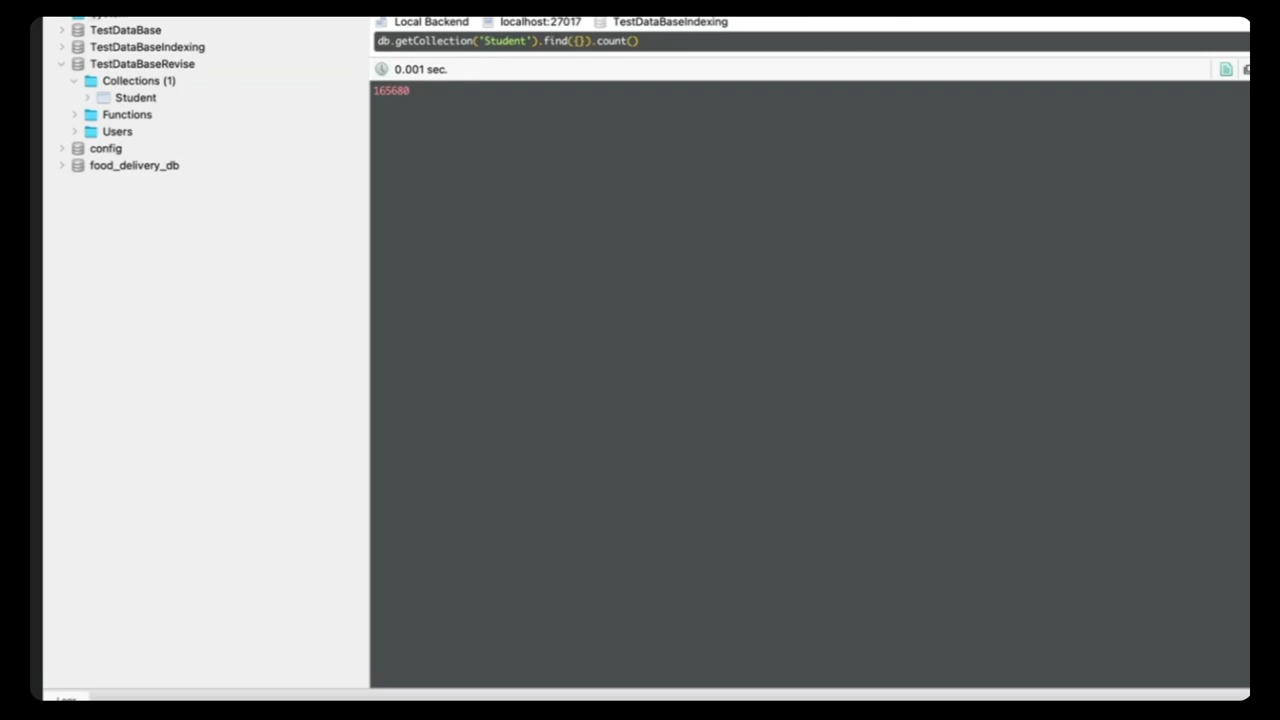 TestDataBase
TestDataBaseIndexing
TestDataBaseRevise
Collections (1)
Student
Functions
Users
config
food_delivery_db
Local Backend localhost:27017 TestDataBaseIndexing
db.getCollection('Student').find({}).count()
0.001 sec.
165680